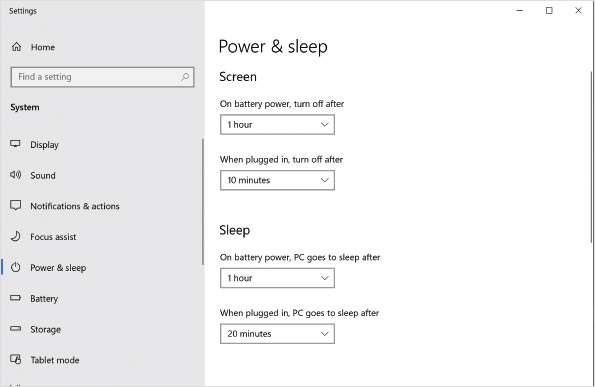 Settings
Home
Find a setting
System
Display
Sound
Notifications & actions
Focus assist
Power & sleep
Battery
Storage
Tablet mode
Power & sleep
Screen
On battery power, turn off after
1 hour
When plugged in, turn off after
10 minutes
Sleep
On battery power, PC goes to sleep after
1 hour
When plugged in, PC goes to sleep after
20 minutes